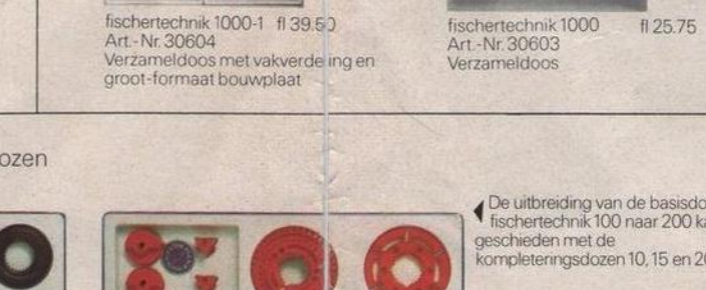 fischertechnik 1000-1 fl 39.50
Art.-Nr. 30604
Verzameldoos met vakverdeling en
groot-formaat bouwplaat
fischertechnik 1000 fl 25.75
Art.-Nr. 30603
Verzameldoos
ozen
De uitbreiding van de basisdo
fischertechnik 100 naar 200 ka
geschieden met de
kompleteringsdozen 10, 15 en 20